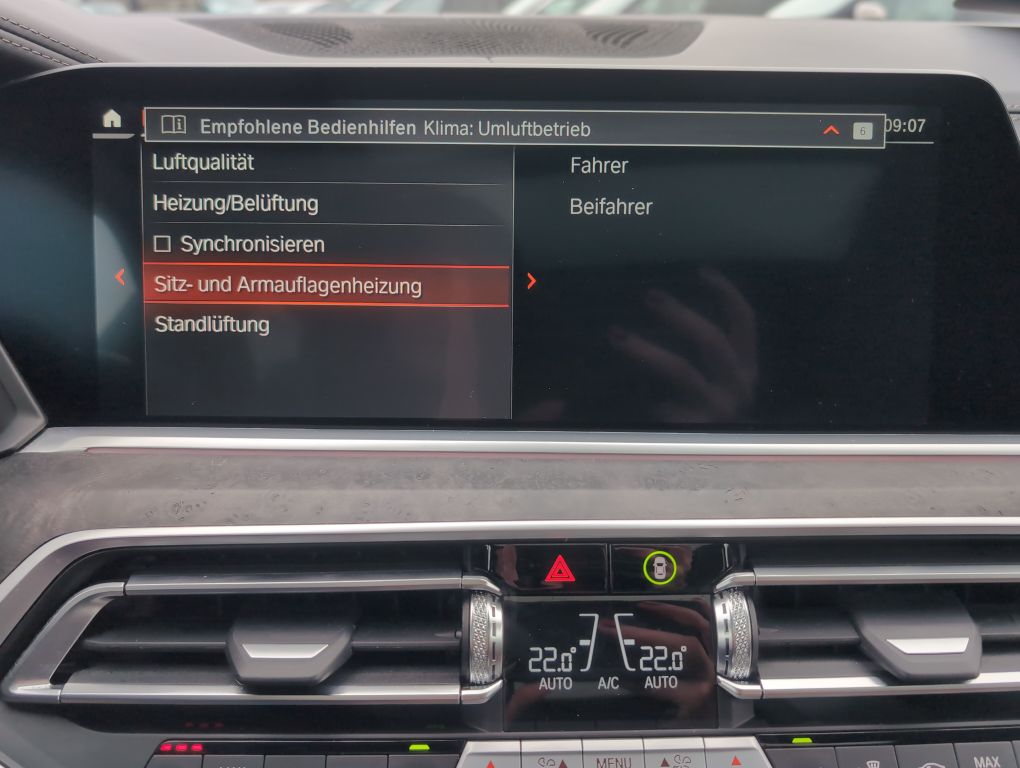 Empfohlene Bedienhilfen Klima: Umluftbetrieb 6 09:07
Luftqualität
Heizung/Belüftung
Synchronisieren
Sitz- und Armauflagenheizung
Standlüftung
Fahrer
Beifahrer
22.0° 22.0°
AUTO A/C AUTO
MENU
MAX